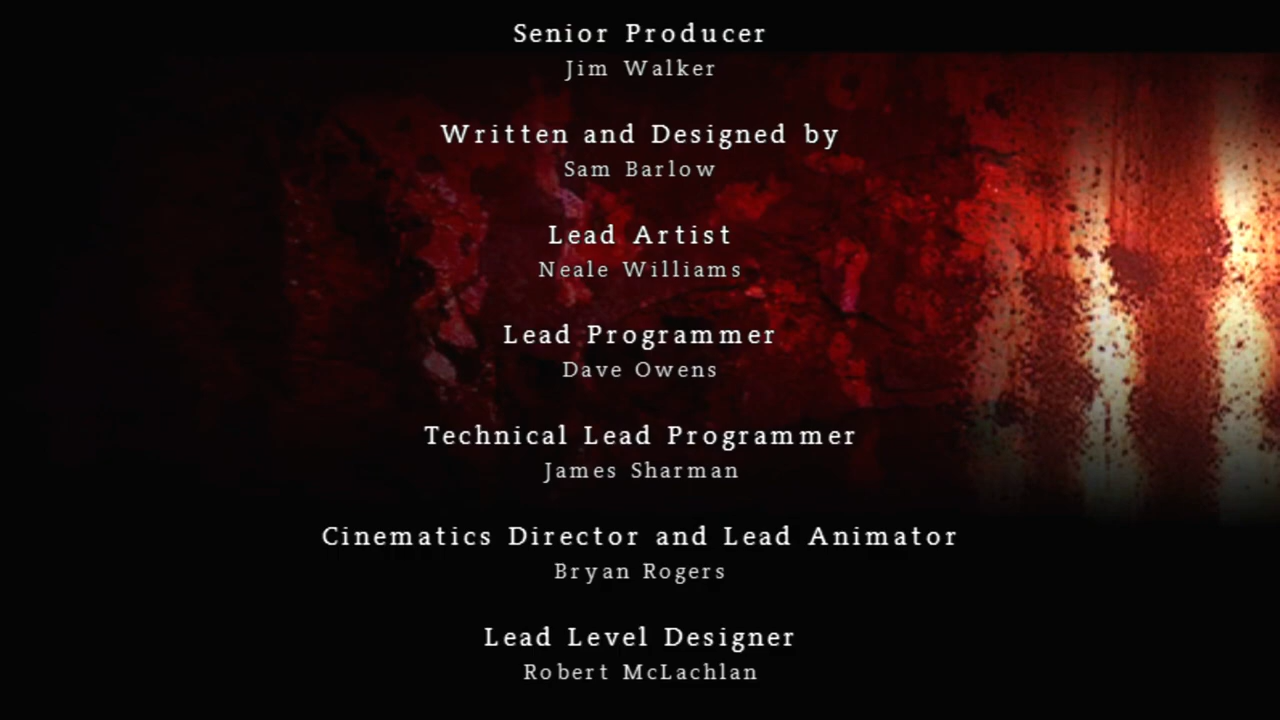 Senior Producer
Jim Walker
Written and Designed by
Sam Barlow
Lead Artist
Neale Williams
Lead Programmer
Dave Owens
Technical Lead Programmer
James Sharman
Cinematics Director and Lead Animator
Bryan Rogers
Lead Level Designer
Robert McLachlan